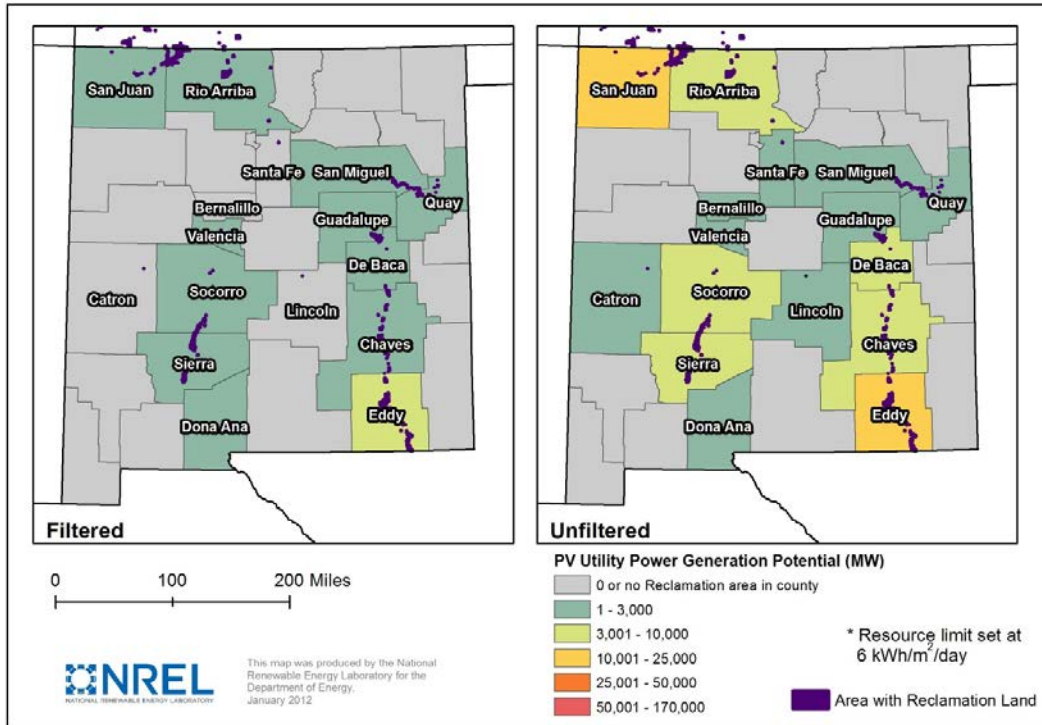 San Juan
Rio Arriba
Santa Fe
San Miguel
Quay
Bernalillo
Guadalupe
Valencia
De Baca
Socorro
Catron
Lincoln
Chaves
Sierra
Eddy
Dona Ana
Filtered
San Juan
Rio Arriba
Santa Fe
San Miguel
Quay
Bernalillo
Guadalupe
Valencia
De Baca
Socorro
Catron
Lincoln
Chaves
Sierra
Eddy
Dona Ana
Unfiltered
0 100 200 Miles
PV Utility Power Generation Potential (MW)
0 or no Reclamation area in county
1 - 3,000
3,001 - 10,000
10,001 - 25,000
25,001 - 50,000
50,001 - 170,000
* Resource limit set at
6 kWh/m²/day
Area with Reclamation Land
NREL
NATIONAL RENEWABLE ENERGY LABORATORY
This map was produced by the National
Renewable Energy Laboratory for the
Department of Energy.
January 2012